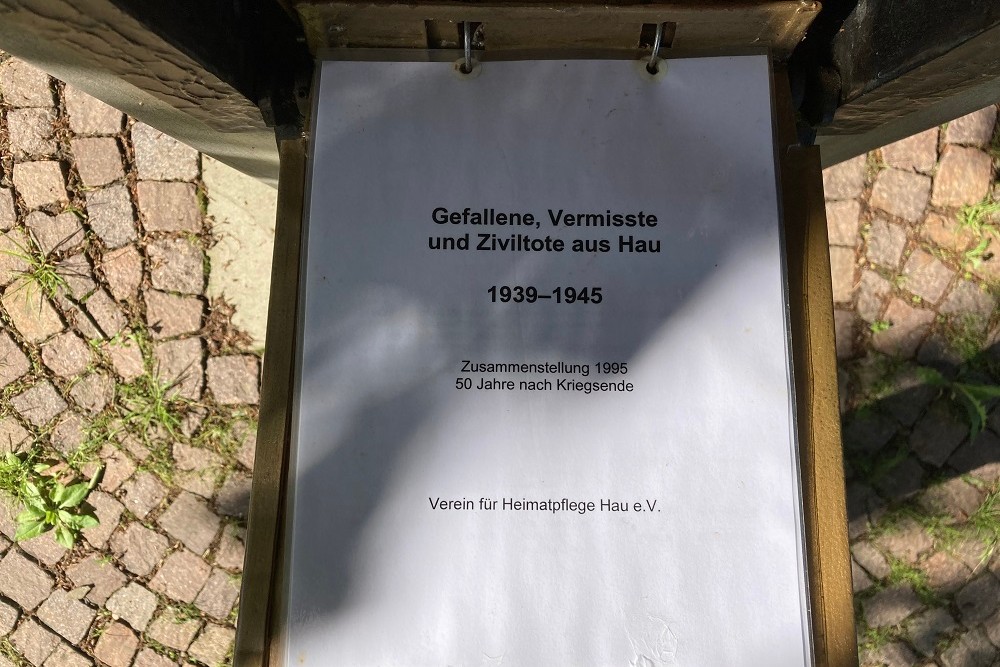 Gefallene, Vermisste
und Ziviltote aus Hau
1939–1945
Zusammenstellung 1995
50 Jahre nach Kriegsende
Verein für Heimatpflege Hau e.V.